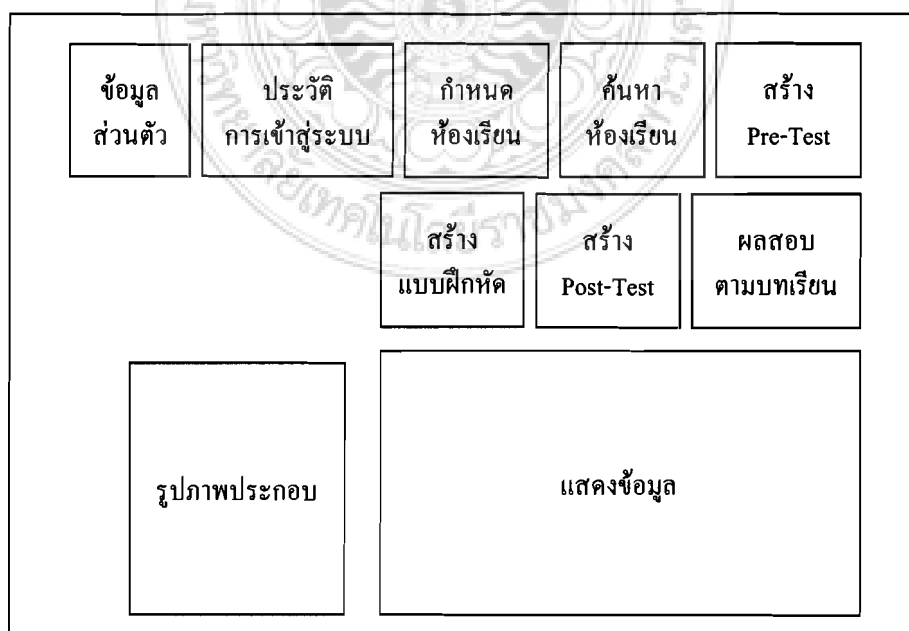 ข้อมูล
ส่วนตัว
ประวัติ
การเข้าสู่ระบบ
กำหนด
ห้องเรียน
ค้นหา
ห้องเรียน
สร้าง
Pre-Test
สร้าง
แบบฝึกหัด
สร้าง
Post-Test
ผลสอบ
ตามบทเรียน
รูปภาพประกอบ
แสดงข้อมูล